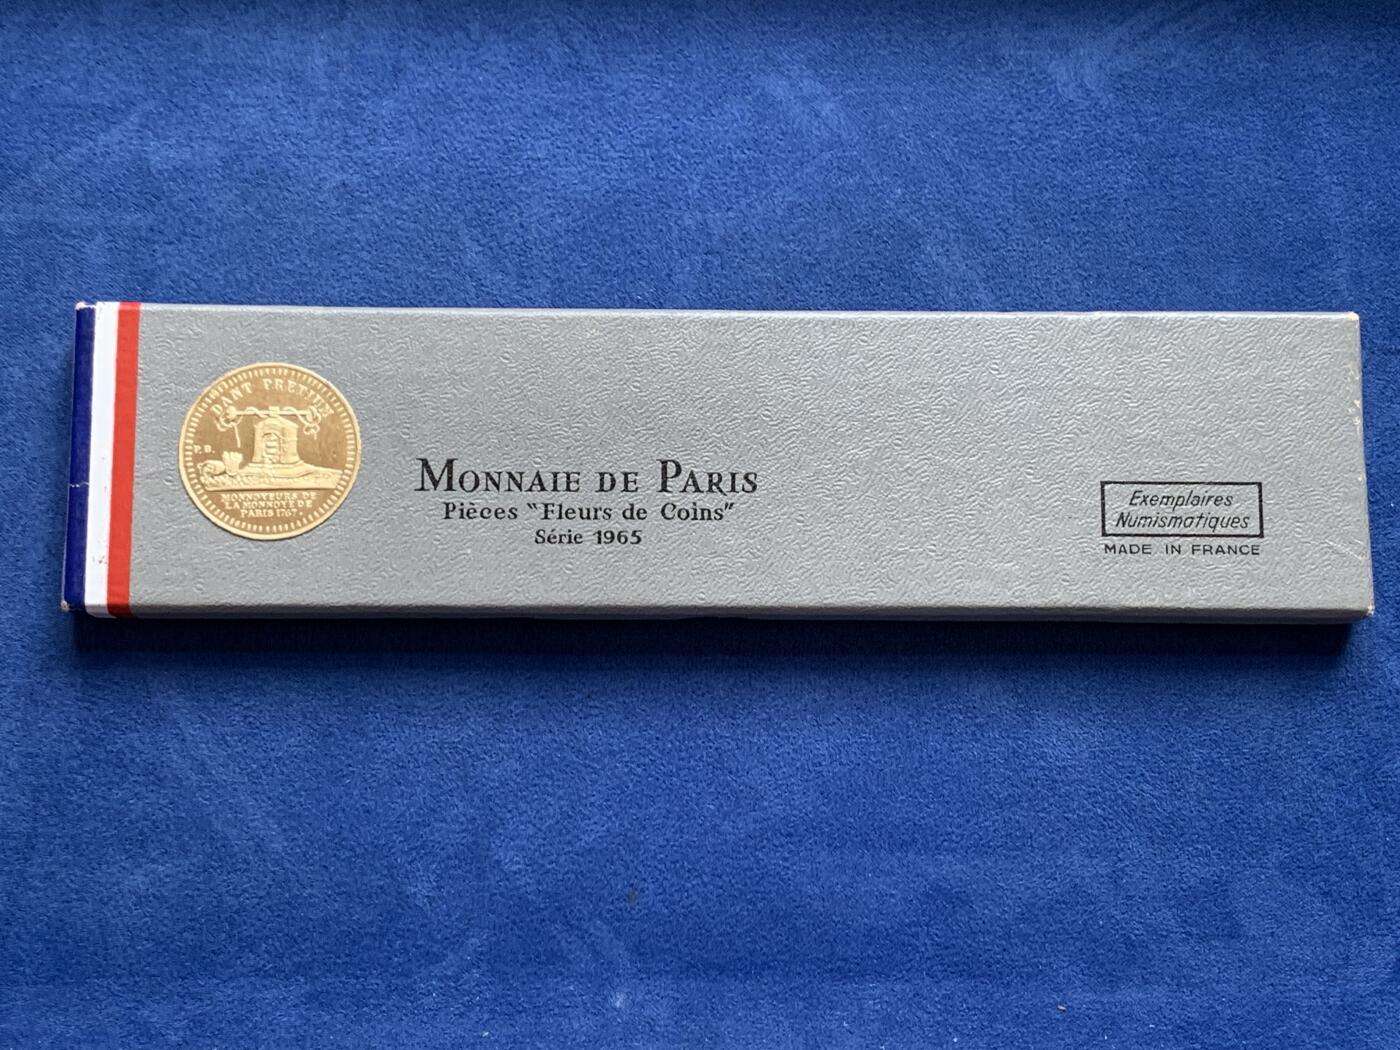 DANT PRETIUM
P.B.
MONNOYEURS DE
LA MONNOYE DE
PARIS 1767.
MONNAIE DE PARIS
Pièces "Fleurs de Coins"
Série 1965
Exemplaires
Numismatiques
MADE IN FRANCE